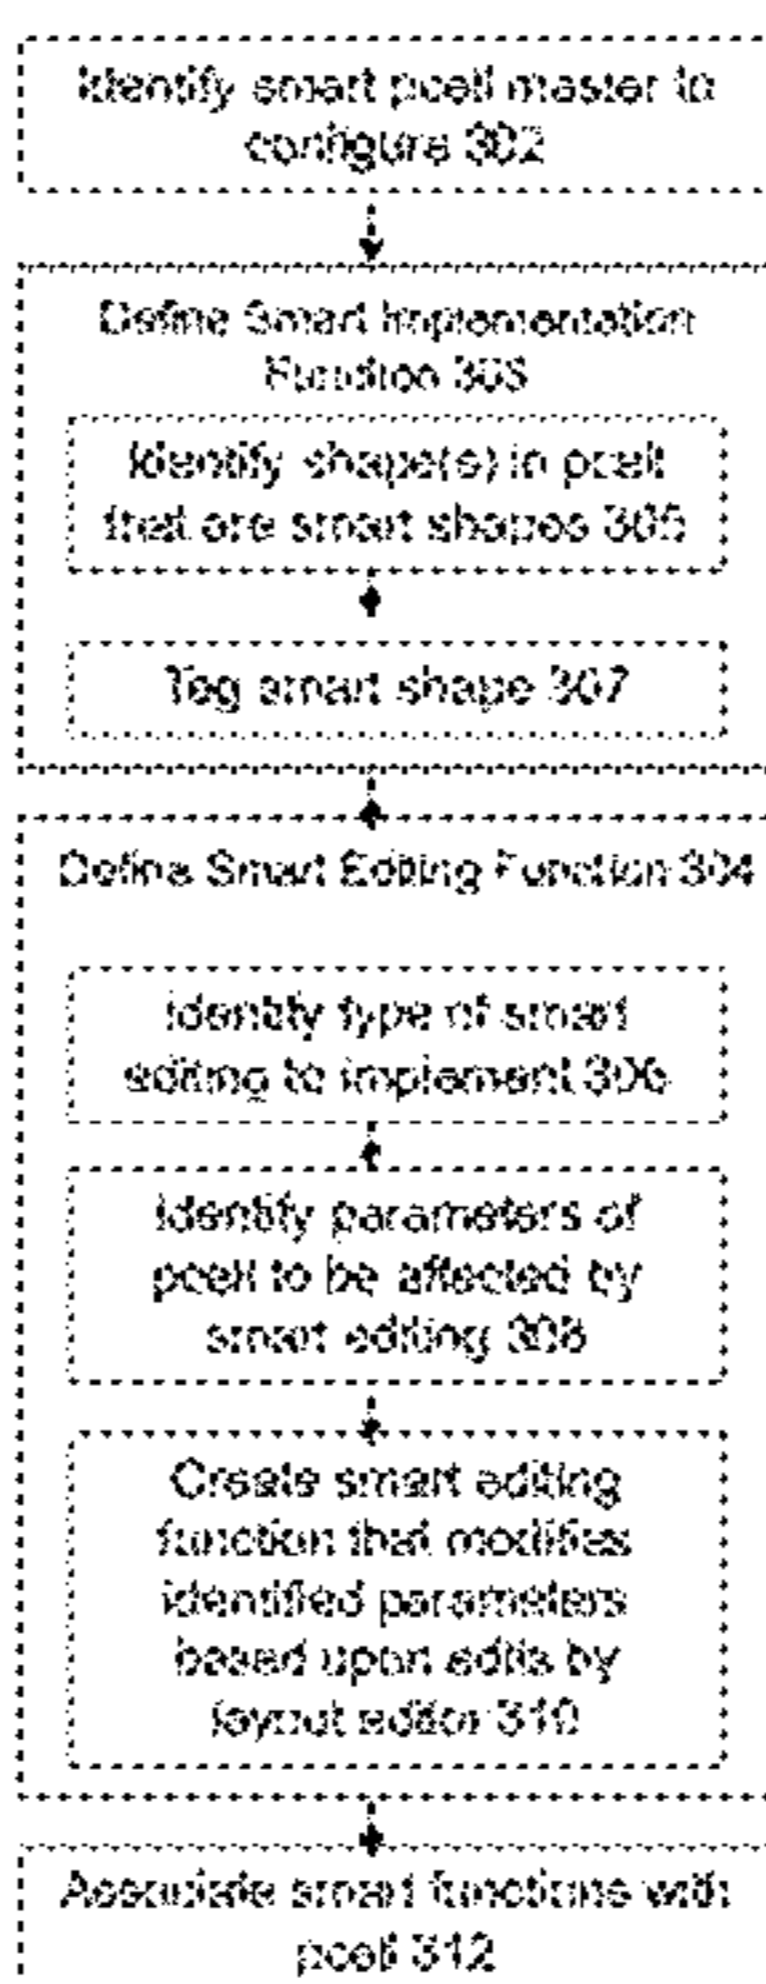 Identify smart pcell master to
configure 302
Define Smart Implementation
Function 303
Identify shape(s) in pcell
that are smart shapes 305
Tag smart shape 307
Define Smart Editing Function 304
Identify type of smart
editing to implement 306
Identify parameters of
pcell to be affected by
smart editing 308
Create smart editing
function that modifies
identified parameters
based upon edits by
layout editor 310
Associate smart functions with
pcell 312